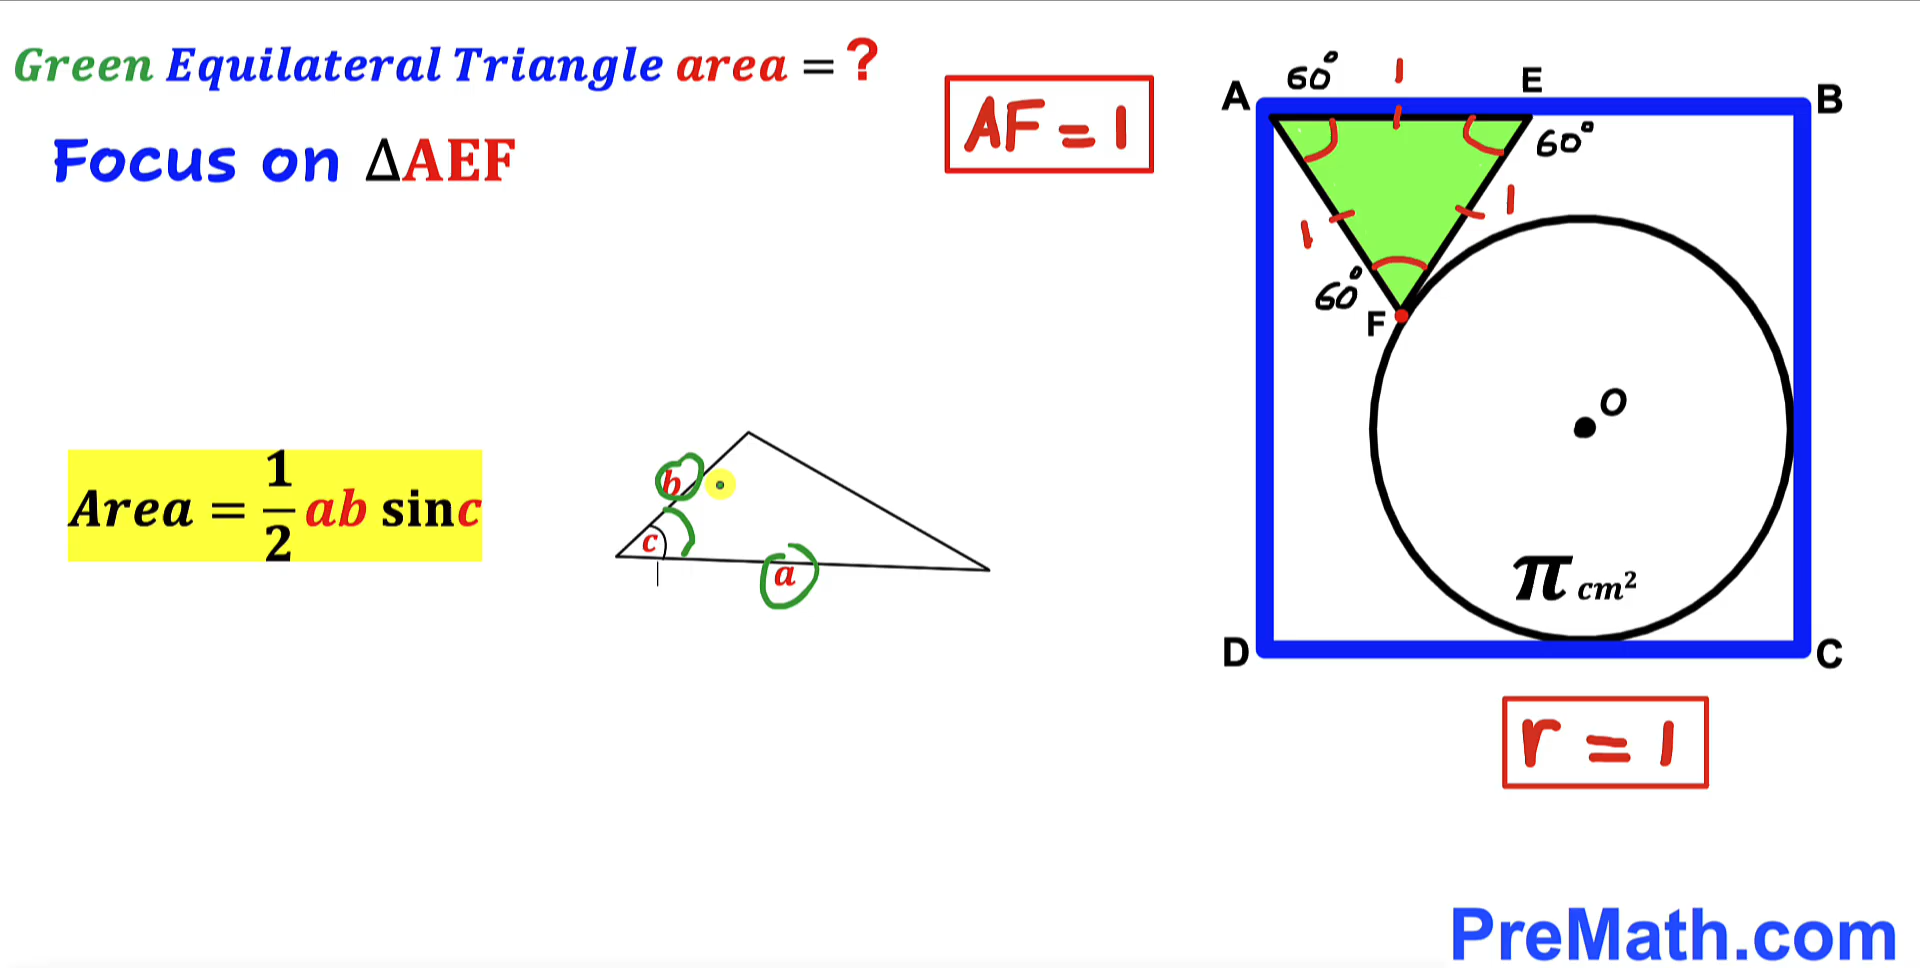 Green Equilateral Triangle area = ?
Focus on ΔAEF
AF = 1
Area = 1/2 ab sinc
b
c
a
60° 1 E
A B
60°
1
1
60°
F
O
π cm²
D C
r = 1
PreMath.com